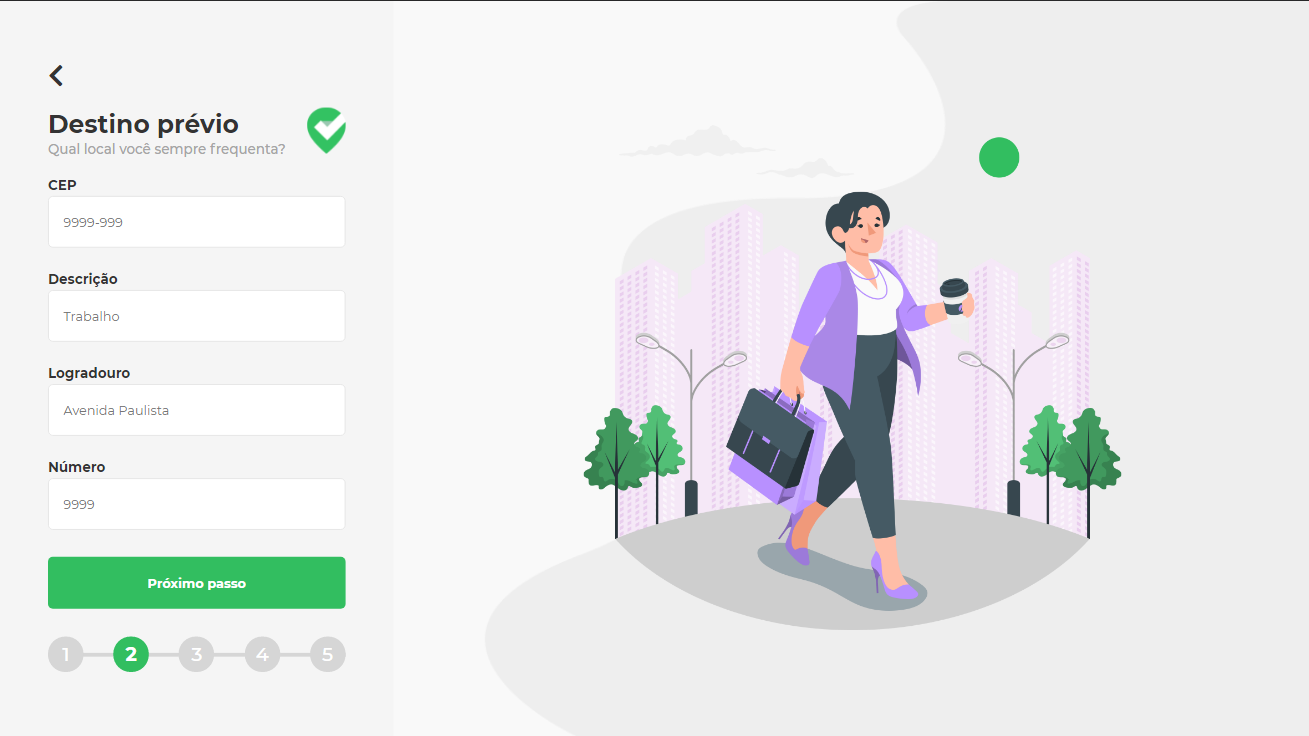 Destino prévio
Qual local você sempre frequenta?
CEP
9999-999
Descrição
Trabalho
Logradouro
Avenida Paulista
Número
9999
Próximo passo
1 2 3 4 5